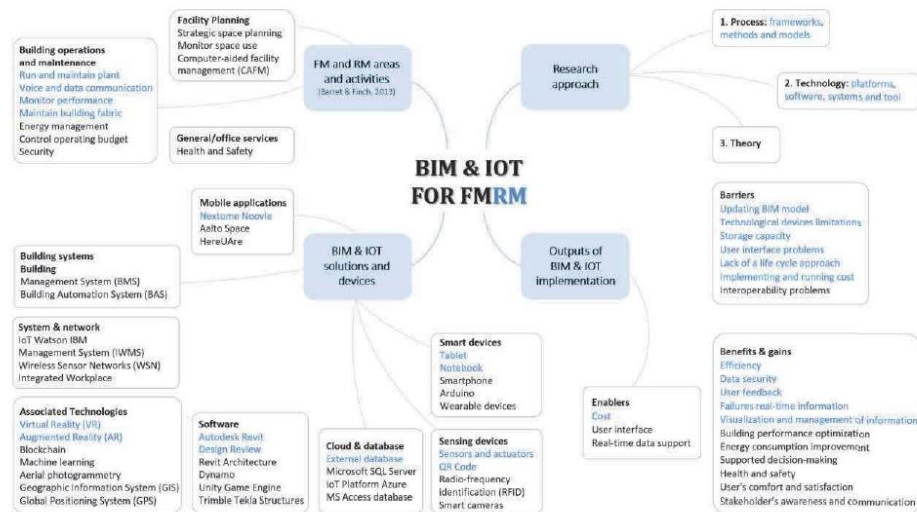 Facility Planning
Strategic space planning
Monitor space use
Computer-aided facility
management (CAFM)
Building operations
and maintenance
Run and maintain plant
Voice and data communication
Monitor performance
Maintain building fabric
Energy management
Control operating budget
Security
General/office services
Health and Safety
FM and RM areas
and activities
(Barret & Finch, 2013)
Research
approach
1. Process: frameworks,
methods and models
2. Technology: platforms,
software, systems and tool
3. Theory
BIM & IOT
FOR FMRM
Mobile applications
Nextome Noovle
Aalto Space
HereUAre
BIM & IOT
solutions and
devices
Outputs of
BIM & IOT
implementation
Building systems
Building
Management System (BMS)
Building Automation System (BAS)
System & network
IoT Watson IBM
Management System (IWMS)
Wireless Sensor Networks (WSN)
Integrated Workplace
Associated Technologies
Virtual Reality (VR)
Augmented Reality (AR)
Blockchain
Machine learning
Aerial photogrammetry
Geographic Information System (GIS)
Global Positioning System (GPS)
Software
Autodesk Revit
Design Review
Revit Architecture
Dynamo
Unity Game Engine
Trimble Tekla Structures
Cloud & database
External database
Microsoft SQL Server
IoT Platform Azure
MS Access database
Smart devices
Tablet
Notebook
Smartphone
Arduino
Wearable devices
Sensing devices
Sensors and actuators
QR Code
Radio-frequency
identification (RFID)
Smart cameras
Enablers
Cost
User interface
Real-time data support
Barriers
Updating BIM model
Technological devices limitations
Storage capacity
User interface problems
Lack of a life cycle approach
Implementing and running cost
Interoperability problems
Benefits & gains
Efficiency
Data security
User feedback
Failures real-time information
Visualization and management of information
Building performance optimization
Energy consumption improvement
Supported decision-making
Health and safety
User's comfort and satisfaction
Stakeholder's awareness and communication